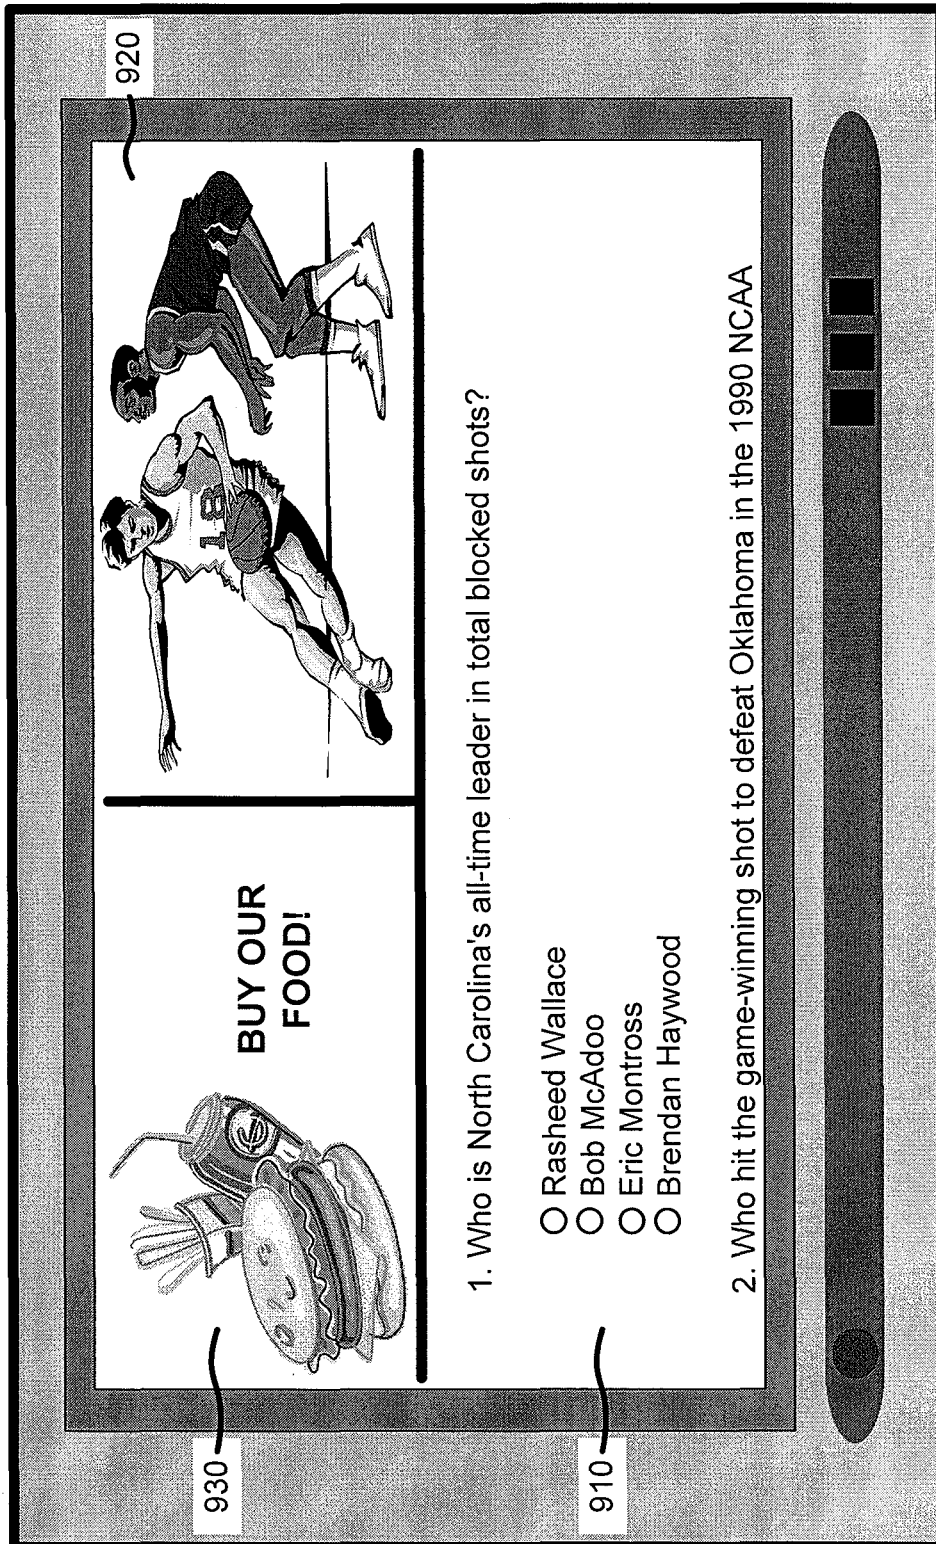 930
920
BUY OUR
FOOD!
18
910
1. Who is North Carolina's all-time leader in total blocked shots?
O Rasheed Wallace
O Bob McAdoo
O Eric Montross
O Brendan Haywood
2. Who hit the game-winning shot to defeat Oklahoma in the 1990 NCAA